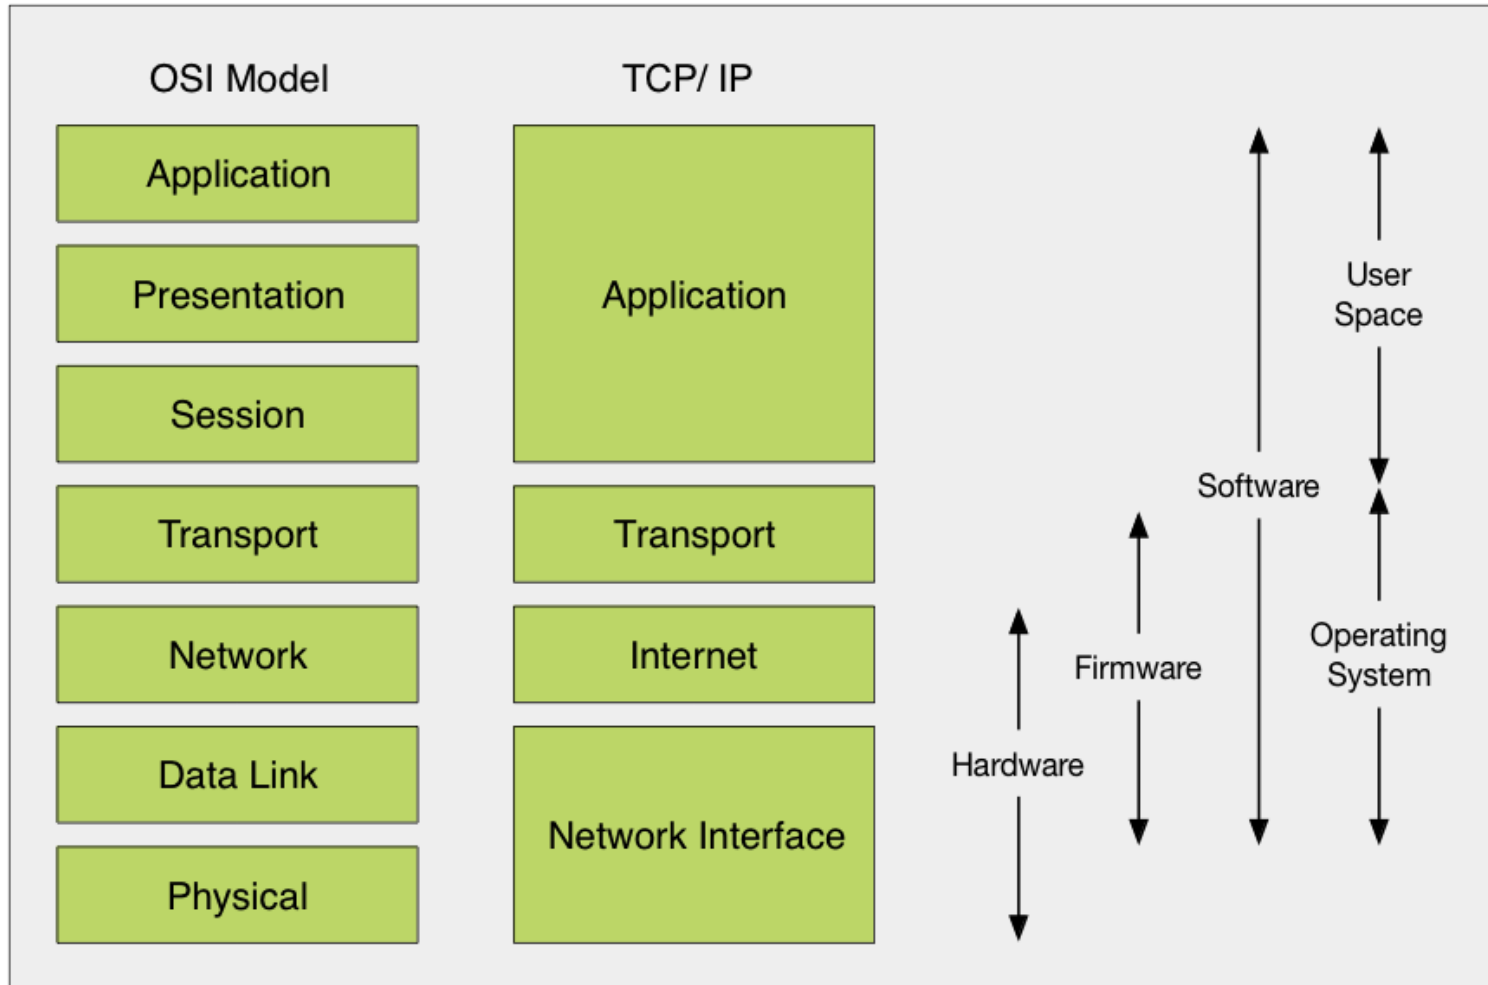 OSI Model
TCP/ IP
Application
Presentation
Session
Transport
Network
Data Link
Physical
Application
Transport
Internet
Network Interface
Hardware
Firmware
Software
User
Space
Operating
System